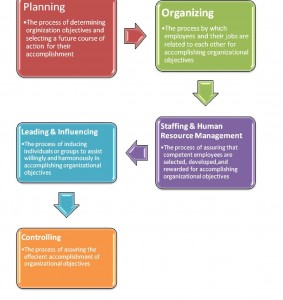 Planning
•The process of determining
orginization objectives and
selecting a future course of
action for their
accomplishment
Organizing
•The process by which
employees and their jobs are
related to each other for
accomplishing organizational
objectives
Staffing & Human
Resource Management
•The process of assuring that
competent employees are
selected, developed,and
rewarded for accomplishing
organizational objectives
Leading & Influencing
•The process of inducing
individuals or groups to assist
willingly and harmoniously in
accomplishing organizational
objectives
Controlling
•The process of assuring the
effecient accomplishment of
organizational objectives